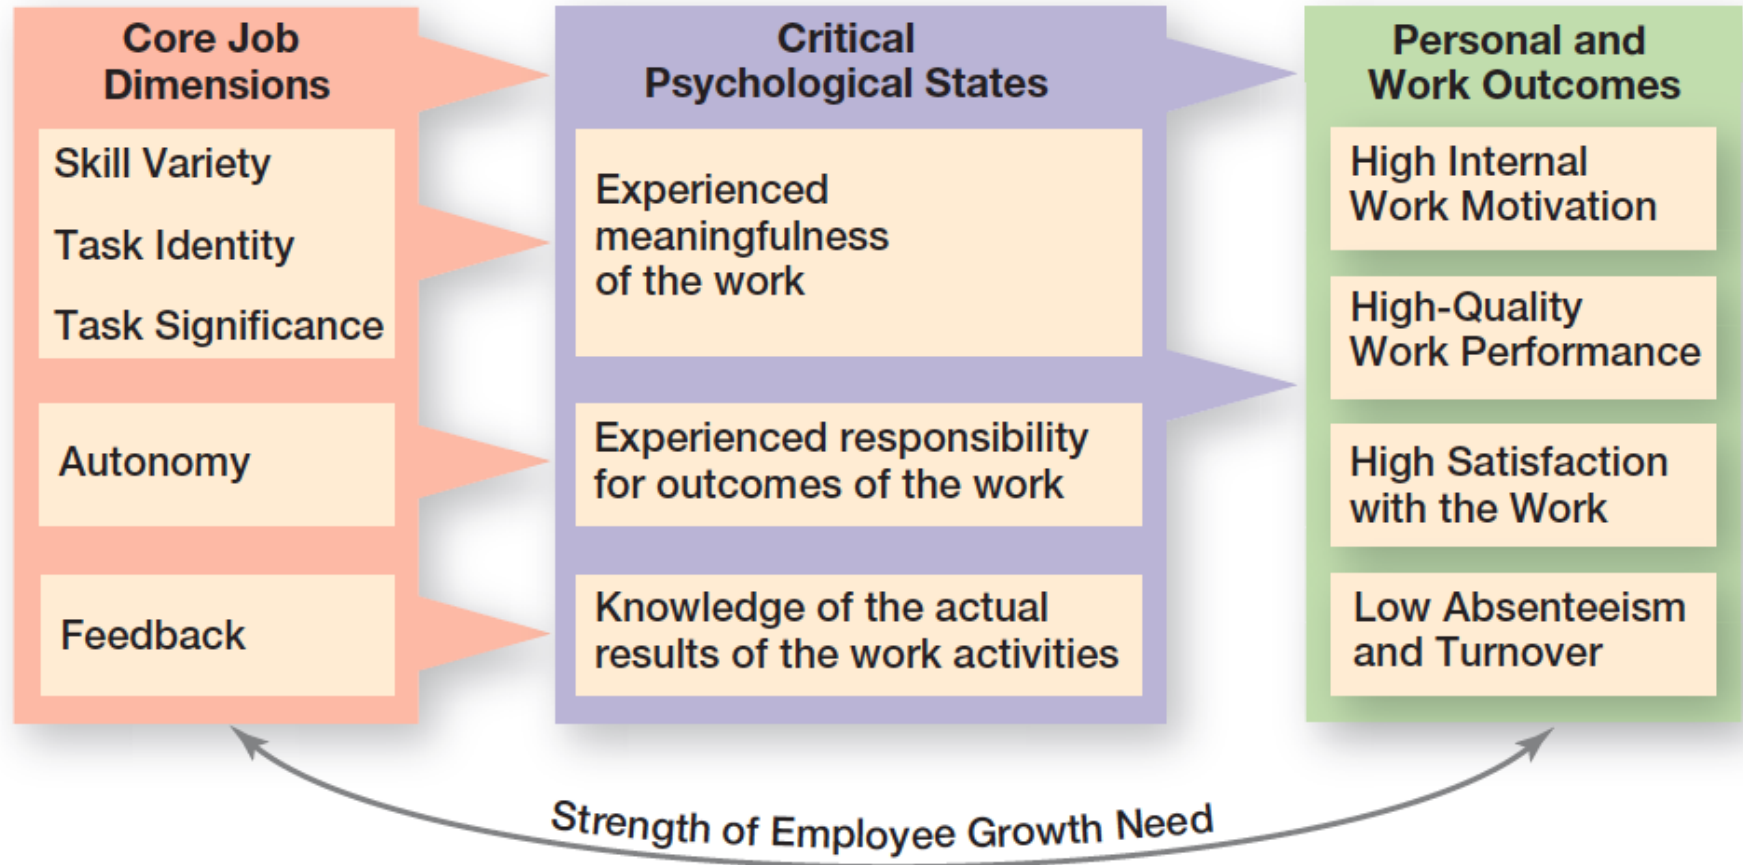 Core Job
Dimensions
Skill Variety
Task Identity
Task Significance
Autonomy
Feedback
Critical
Psychological States
Experienced
meaningfulness
of the work
Experienced responsibility
for outcomes of the work
Knowledge of the actual
results of the work activities
Personal and
Work Outcomes
High Internal
Work Motivation
High-Quality
Work Performance
High Satisfaction
with the Work
Low Absenteeism
and Turnover
Strength of Employee Growth Need